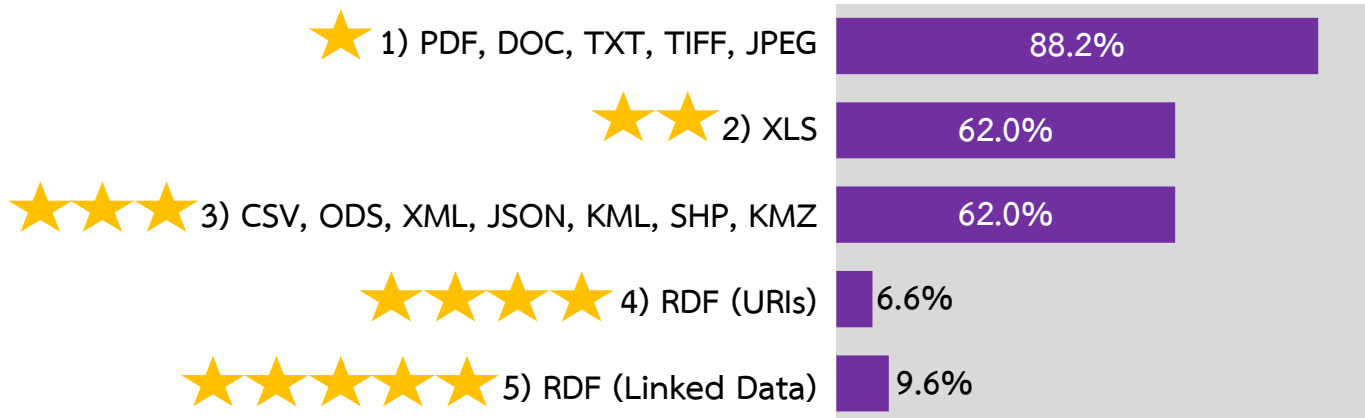 1) PDF, DOC, TXT, TIFF, JPEG 88.2%
2) XLS 62.0%
3) CSV, ODS, XML, JSON, KML, SHP, KMZ 62.0%
4) RDF (URIs) 6.6%
5) RDF (Linked Data) 9.6%